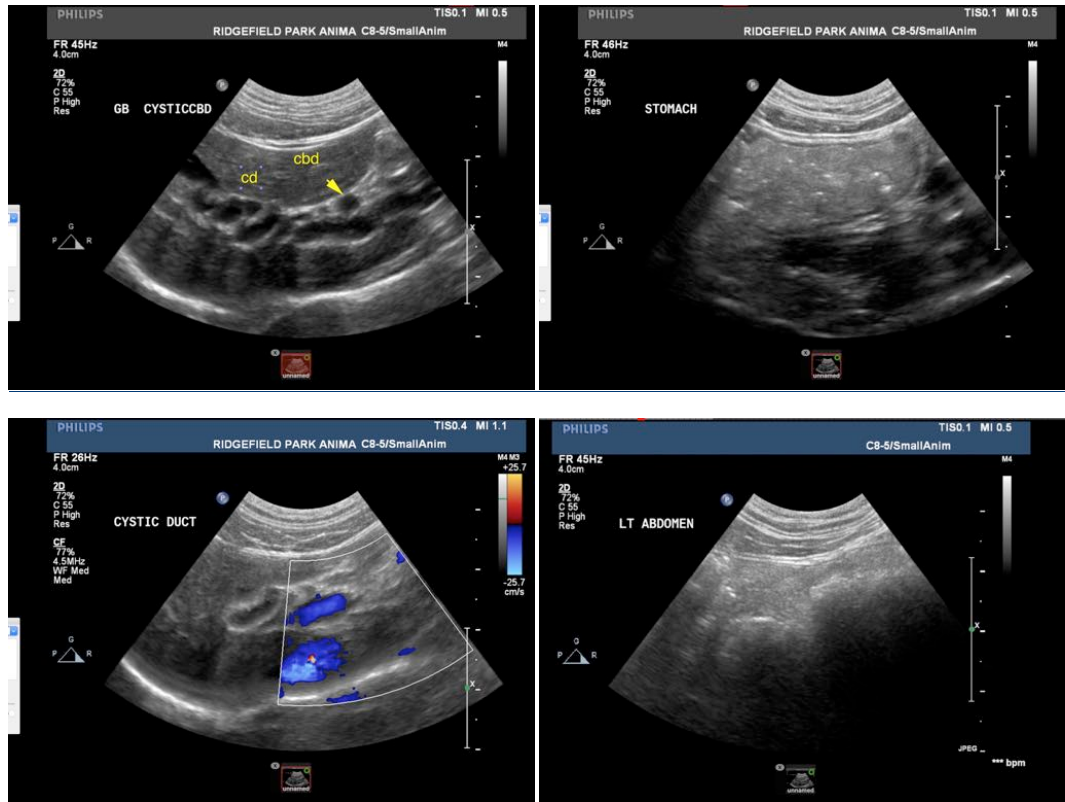 PHILIPS
TIS0.1 MI 0.5
RIDGEFIELD PARK ANIMA C8-5/SmallAnim
FR 45Hz
4.0cm
M4
2D
72%
C 55
P High
Res
P
GB CYSTICCBD
cbd
cd
X
G
P R
unnamed
PHILIPS
TIS0.1 MI 0.5
RIDGEFIELD PARK ANIMA C8-5/SmallAnim
FR 46Hz
4.0cm
M4
2D
72%
C 55
P High
Res
P
STOMACH
X
G
P R
unnamed
PHILIPS
TIS0.4 MI 1.1
RIDGEFIELD PARK ANIMA C8-5/SmallAnim
FR 26Hz
4.0cm
M4 M3
+25.7
2D
72%
C 55
P High
Res
P
CYSTIC DUCT
CF
77%
4.5MHz
WF Med
Med
-25.7
cm/s
X
G
P R
unnamed
PHILIPS
TIS0.1 MI 0.5
C8-5/SmallAnim
FR 45Hz
4.0cm
M4
2D
72%
C 55
P High
Res
P
LT ABDOMEN
X
G
P R
JPEG
*** bpm
unnamed